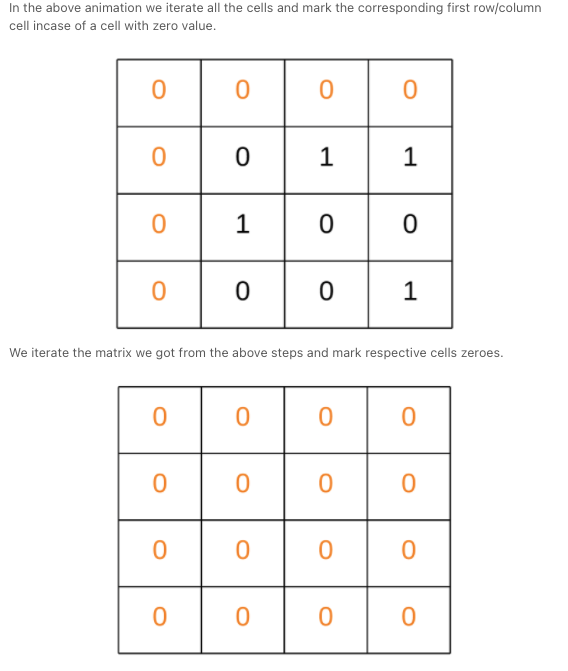 In the above animation we iterate all the cells and mark the corresponding first row/column
cell incase of a cell with zero value.
0 0 0 0
0 0 1 1
0 1 0 0
0 0 0 1
We iterate the matrix we got from the above steps and mark respective cells zeroes.
0 0 0 0
0 0 0 0
0 0 0 0
0 0 0 0